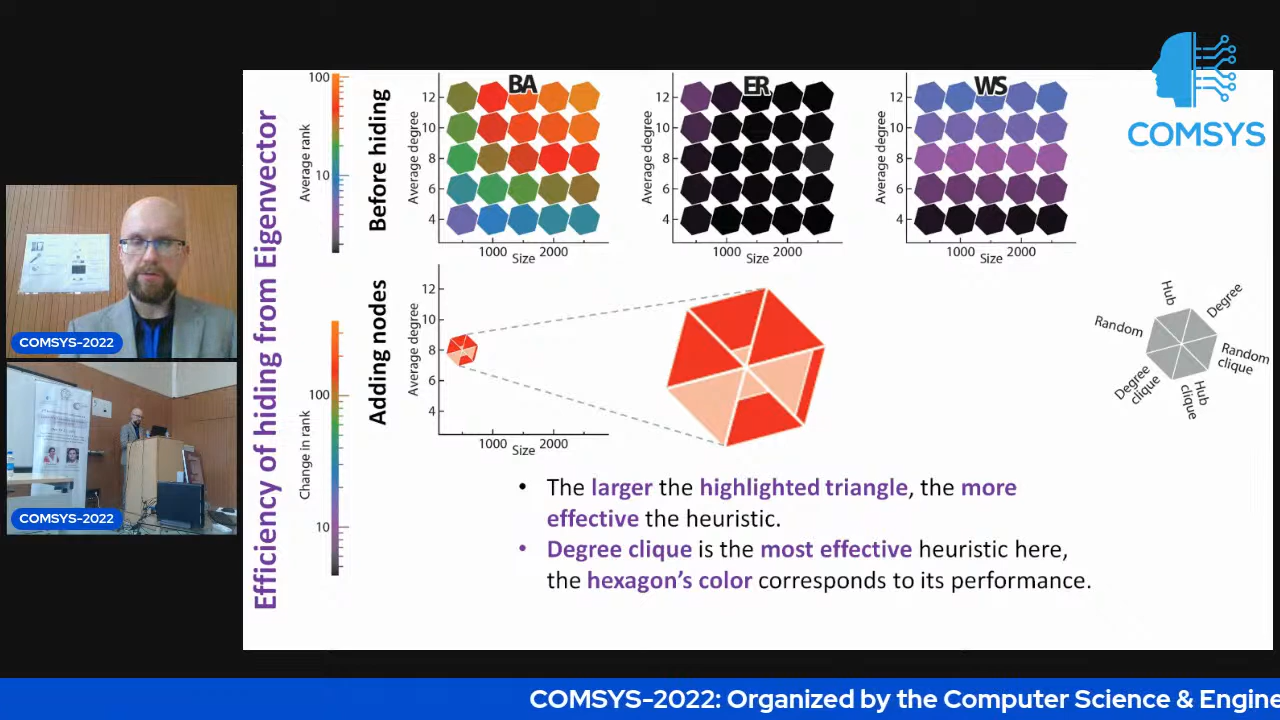 COMSYS
COMSYS-2022
COMSYS-2022
Efficiency of hiding from Eigenvector
Average rank
100
10
Before hiding
BA
Average degree
12
10
8
6
4
1000 2000
Size
ER
Average degree
12
10
8
6
4
1000 2000
Size
WS
Average degree
12
10
8
6
4
1000 2000
Size
Change in rank
100
10
Adding nodes
Average degree
12
10
8
6
4
1000 2000
Size
Hub
Degree
Random
Random
clique
Degree
clique
Hub
clique
• The larger the highlighted triangle, the more
effective the heuristic.
• Degree clique is the most effective heuristic here,
the hexagon's color corresponds to its performance.
COMSYS-2022: Organized by the Computer Science & Engine